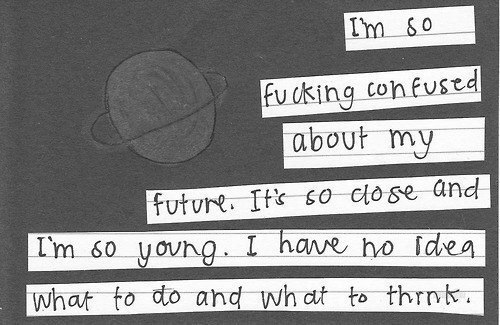 I'm so
fucking confused
about my
future. It's so close and
I'm so young. I have no idea
what to do and what to think.